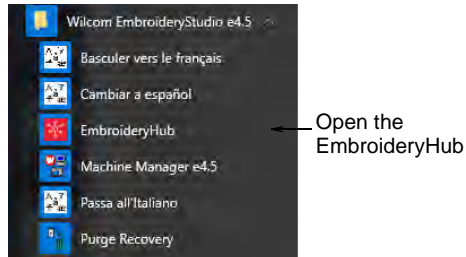 Wilcom EmbroideryStudio e4.5
Basculer vers le français
Cambiar a español
EmbroideryHub
Machine Manager e4.5
Passa all'Italiano
Purge Recovery
Open the
EmbroideryHub